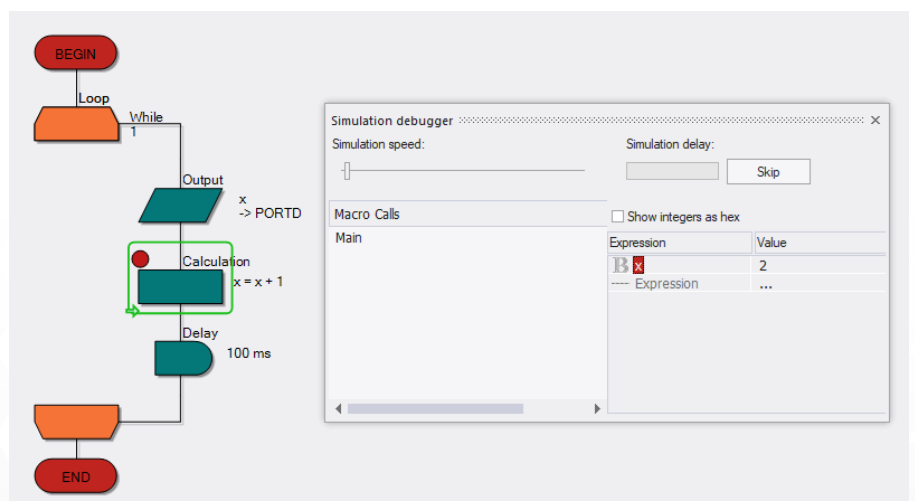 BEGIN
Loop
While
1
Output
x
-> PORTD
Calculation
x = x + 1
Delay
100 ms
END
Simulation debugger
Simulation speed:
Simulation delay:
Skip
Macro Calls
Main
Show integers as hex
Expression Value
B x 2
Expression ...